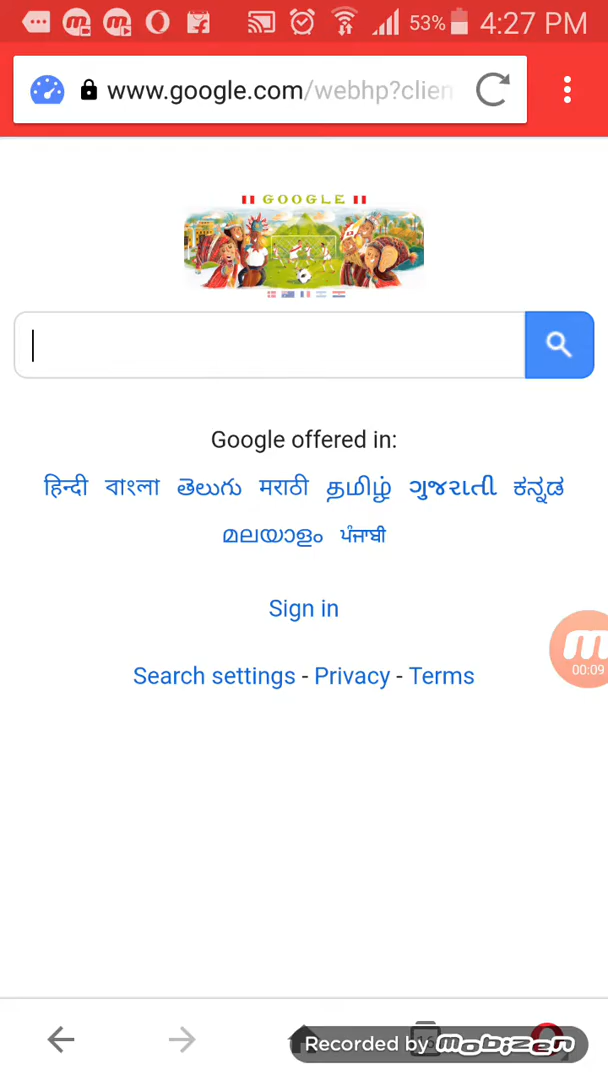 53% 4:27 PM
www.google.com/webhp?clien
GOOGLE
Google offered in:
हिन्दी বাংলা తెలుగు मराठी தமிழ் ગુજરાતી ಕನ್ನಡ
മലയാളം ਪੰਜਾਬੀ
Sign in
00:09
Search settings - Privacy - Terms
Recorded by mobizen